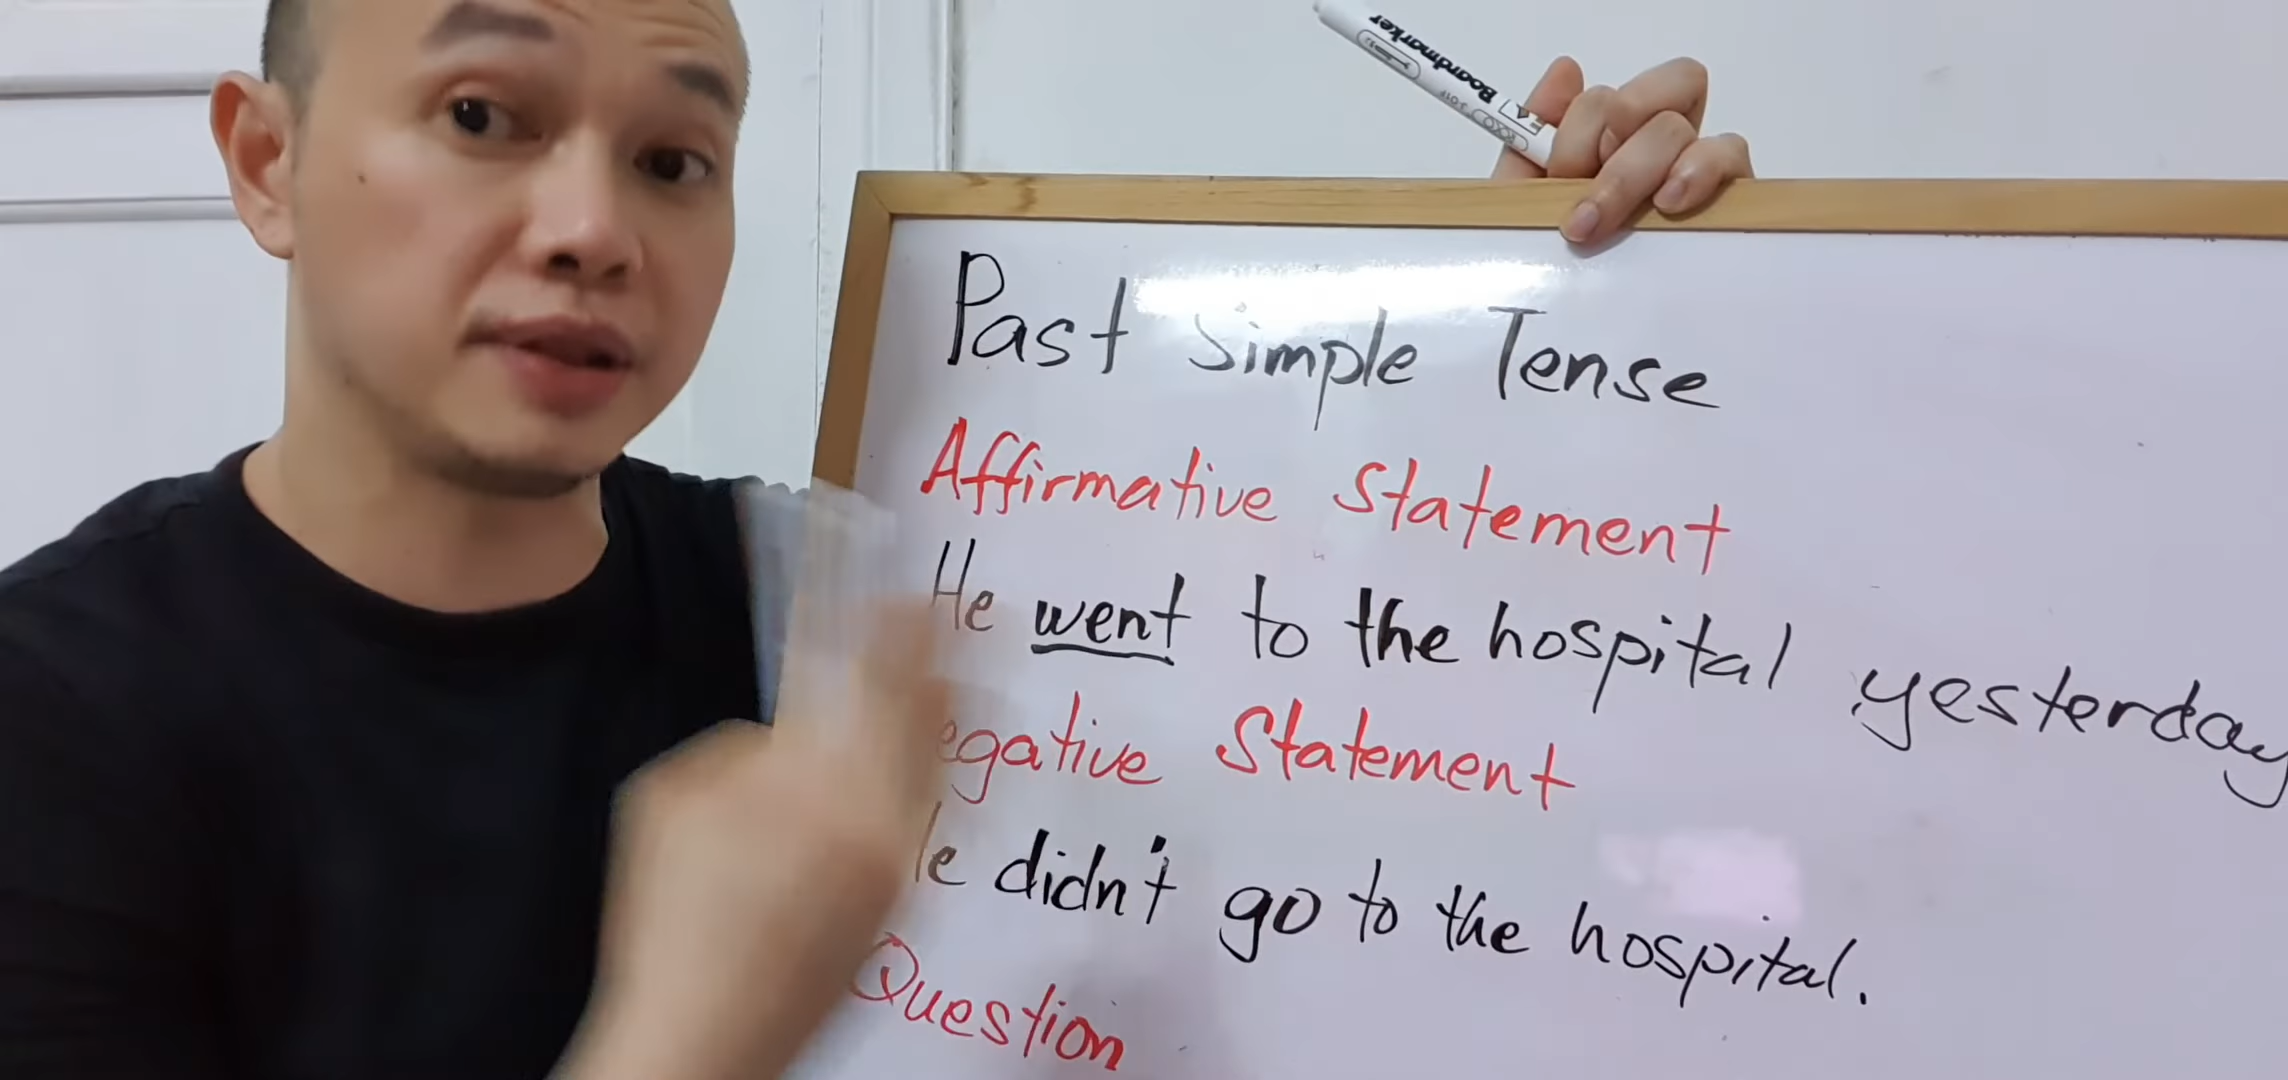 Boardmarker
Past Simple Tense
Affirmative Statement
He went to the hospital yesterday
egative Statement
He didn't go to the hospital.
Question